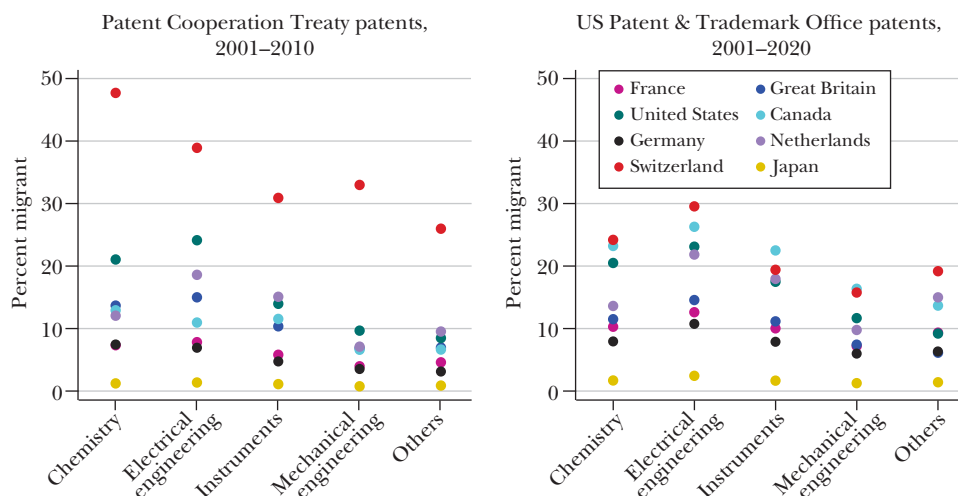 Patent Cooperation Treaty patents,
2001–2010
Percent migrant
50
40
30
20
10
0
Chemistry
Electrical
engineering
Instruments
Mechanical
engineering
Others
US Patent & Trademark Office patents,
2001–2020
Percent migrant
50
40
30
20
10
0
France
United States
Germany
Switzerland
Great Britain
Canada
Netherlands
Japan
Chemistry
Electrical
engineering
Instruments
Mechanical
engineering
Others